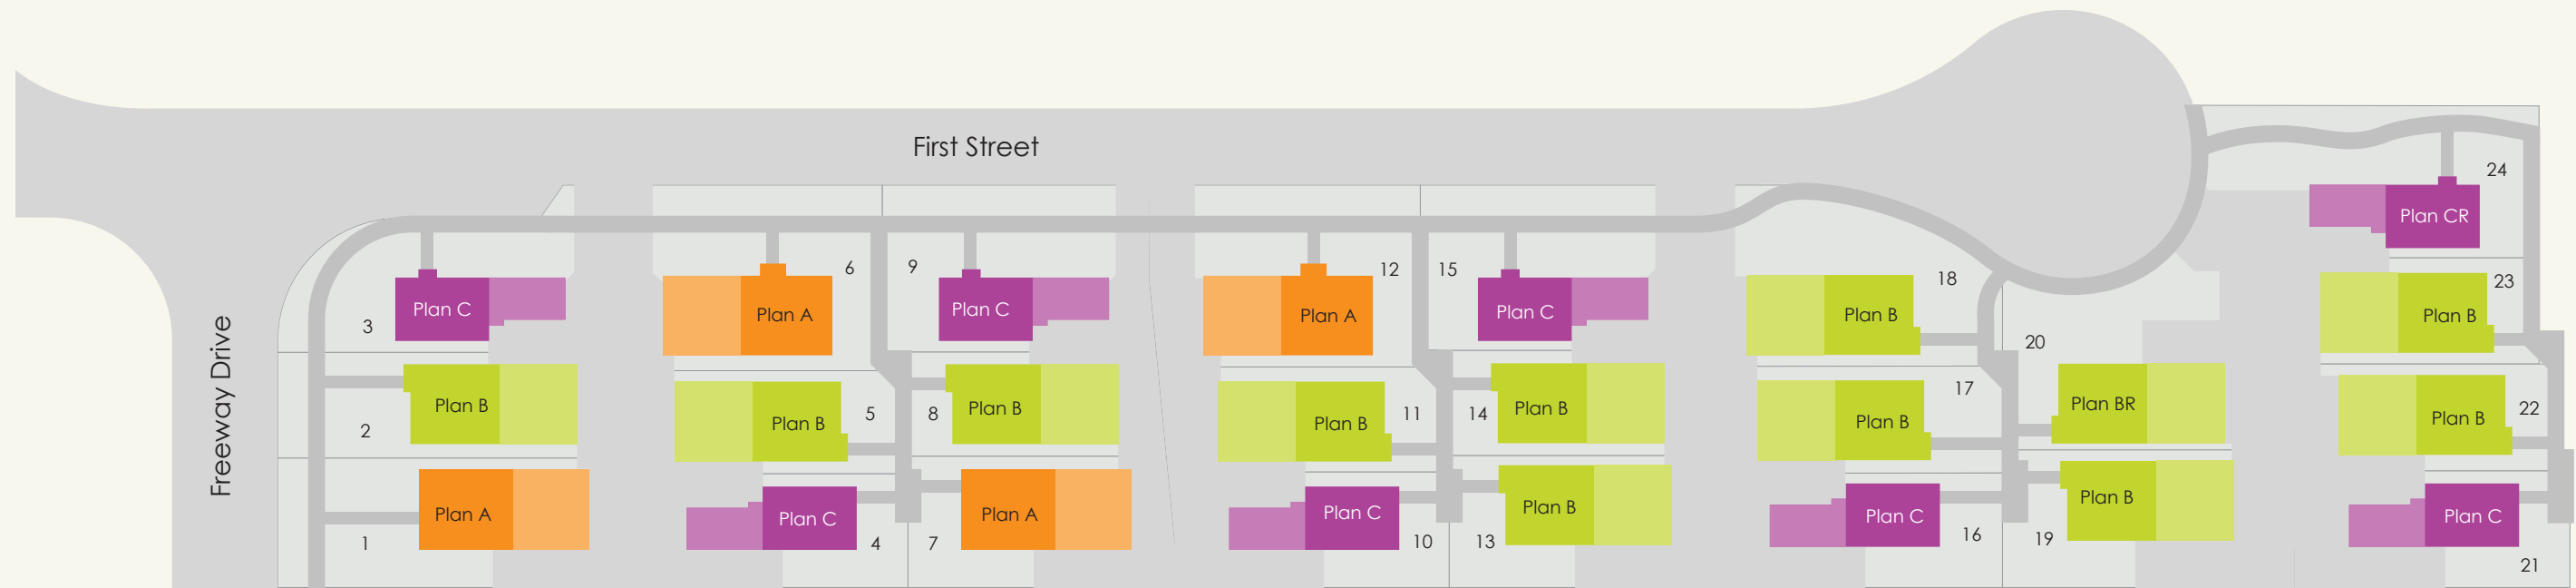 First Street
Freeway Drive
24
Plan CR
3
Plan C
6
Plan A
9
Plan C
12
Plan A
15
Plan C
18
Plan B
20
23
Plan B
2
Plan B
5
Plan B
8
Plan B
11
Plan B
14
Plan B
17
Plan B
Plan BR
22
Plan B
1
Plan A
4
Plan C
7
Plan A
10
Plan C
13
Plan B
16
Plan C
19
Plan B
21
Plan C